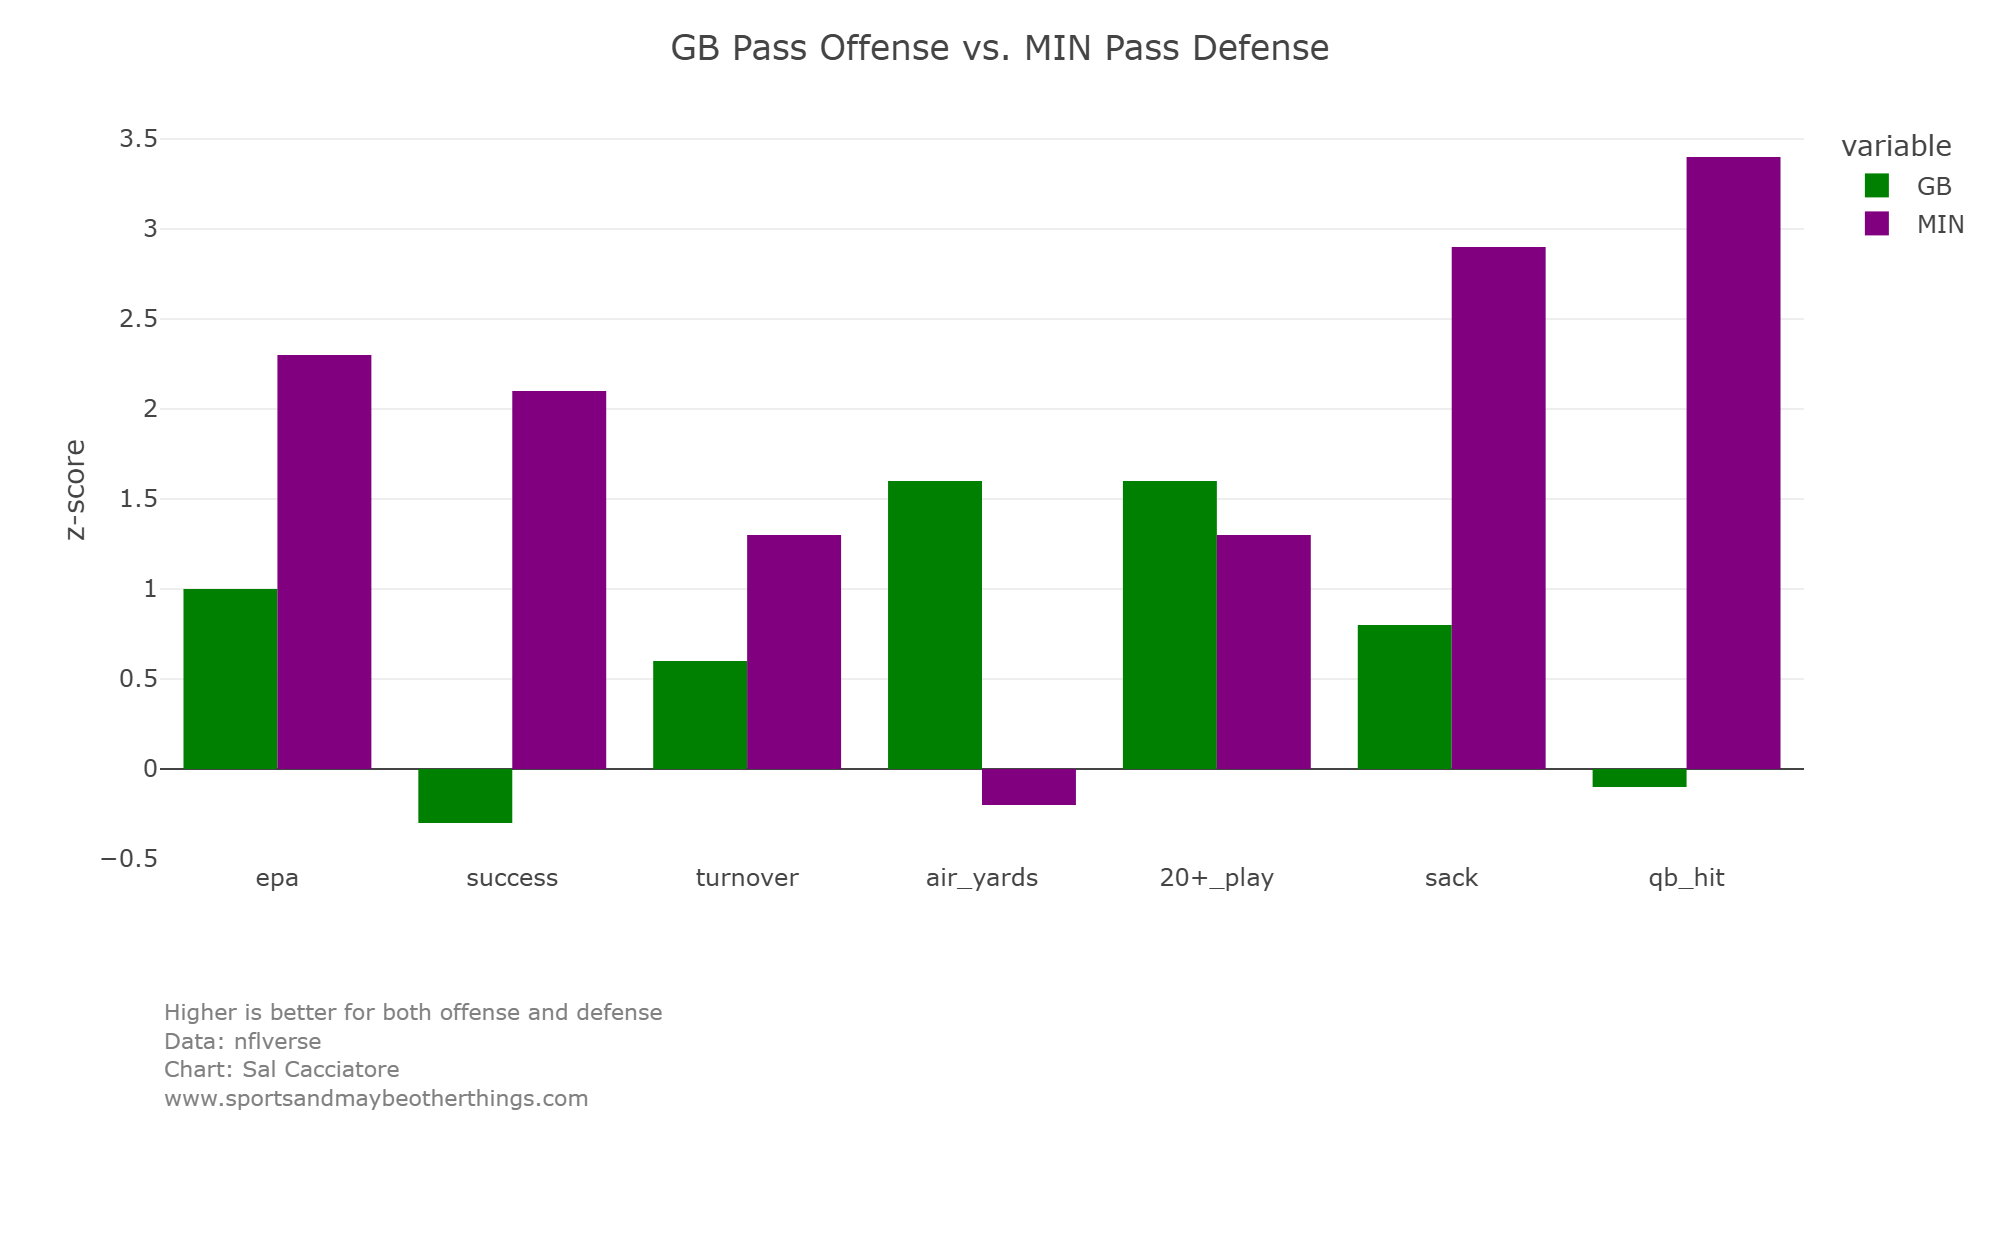 GB Pass Offense vs. MIN Pass Defense
3.5
3
2.5
2
1.5
1
0.5
0
−0.5
z-score
epa success turnover air_yards 20+_play sack qb_hit
variable
GB
MIN
Higher is better for both offense and defense
Data: nflverse
Chart: Sal Cacciatore
www.sportsandmaybeotherthings.com